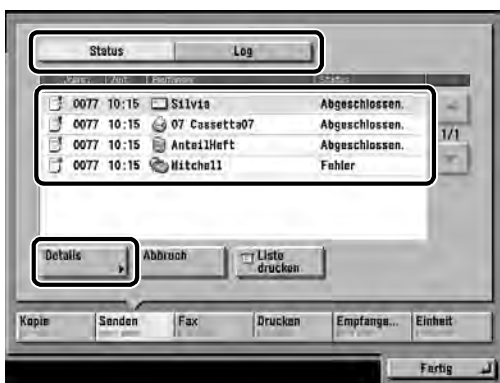 Status Log
Status
0077 10:15 Silvia Abgeschlossen.
0077 10:15 07 Cassetta07 Abgeschlossen.
0077 10:15 AnteilHeft Abgeschlossen.
0077 10:15 Mitchell Fehler
1/1
Details Abbruch Liste
drucken
Kopie Senden Fax Drucken Empfange... Einheit
Fertig